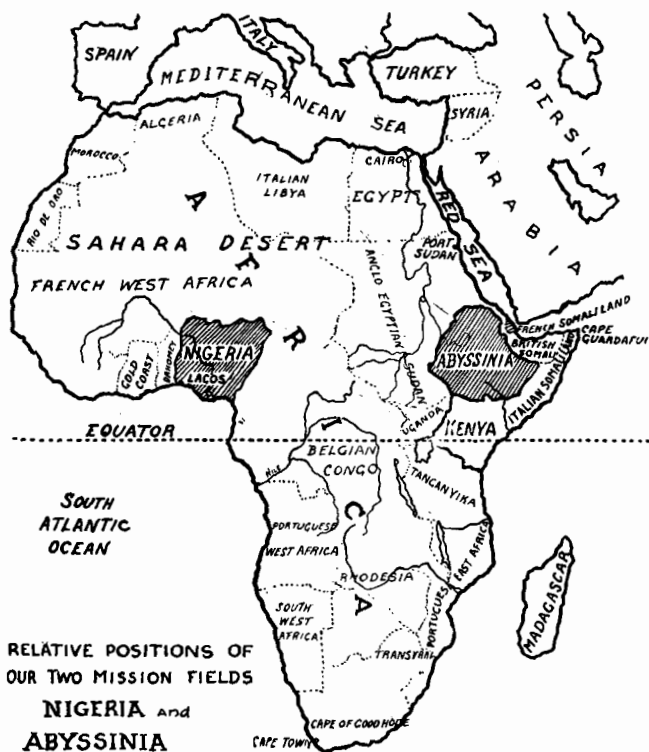 SPAIN
ITALY
TURKEY
MEDITERRANEAN SEA
SYRIA
PERSIA
ARABIA
ALGERIA
MOROCCO
CAIRO
ITALIAN
LIBYA
EGYPT
RIO DE ORO
RED SEA
AFRICA
SAHARA DESERT
PORT
SUDAN
FRENCH WEST AFRICA
ANGLO EGYPTIAN
SUDAN
FRENCH SOMALILAND
CAPE
GUARDAFUI
BRITISH
SOMALI
NIGERIA
ABYSSINIA
GOLD
COAST
DAHOMEY
LAGOS
ITALIAN SOMALILAND
UGANDA
KENYA
EQUATOR
BELGIAN
CONGO
NILE
TANGANYIKA
SOUTH
ATLANTIC
OCEAN
PORTUGUESE
WEST AFRICA
EAST AFRICA
RHODESIA
PORTUGUES
MADAGASCAR
SOUTH
WEST
AFRICA
TRANSVAAL
RELATIVE POSITIONS OF
OUR TWO MISSION FIELDS
NIGERIA and
ABYSSINIA
CAPE OF GOOD HOPE
CAPE TOWN